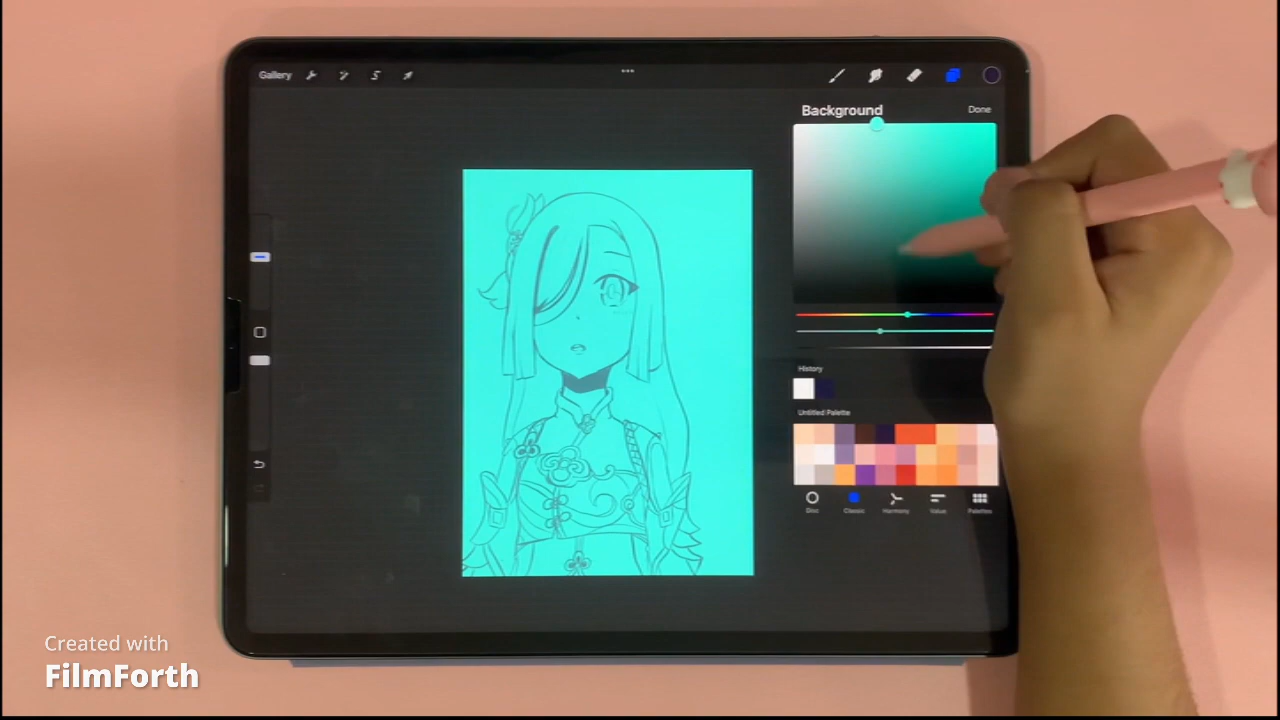 Gallery
S
Background
Done
History
Untitled Palette
Disc
Classic
Harmony
Value
Palettes
Created with
FilmForth